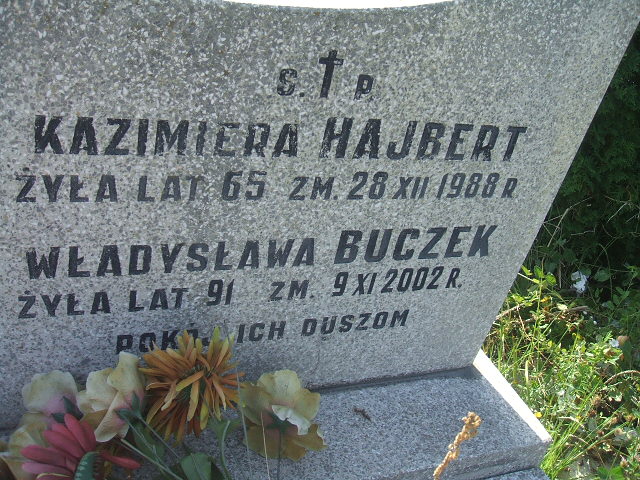 Ś. † P.
KAZIMIERA HAJBERT
ŻYŁA LAT 65 ZM. 28 XII 1988 R
WŁADYSŁAWA BUCZEK
ŻYŁA LAT 91 ZM. 9 XI 2002 R.
ICH DUSZOM